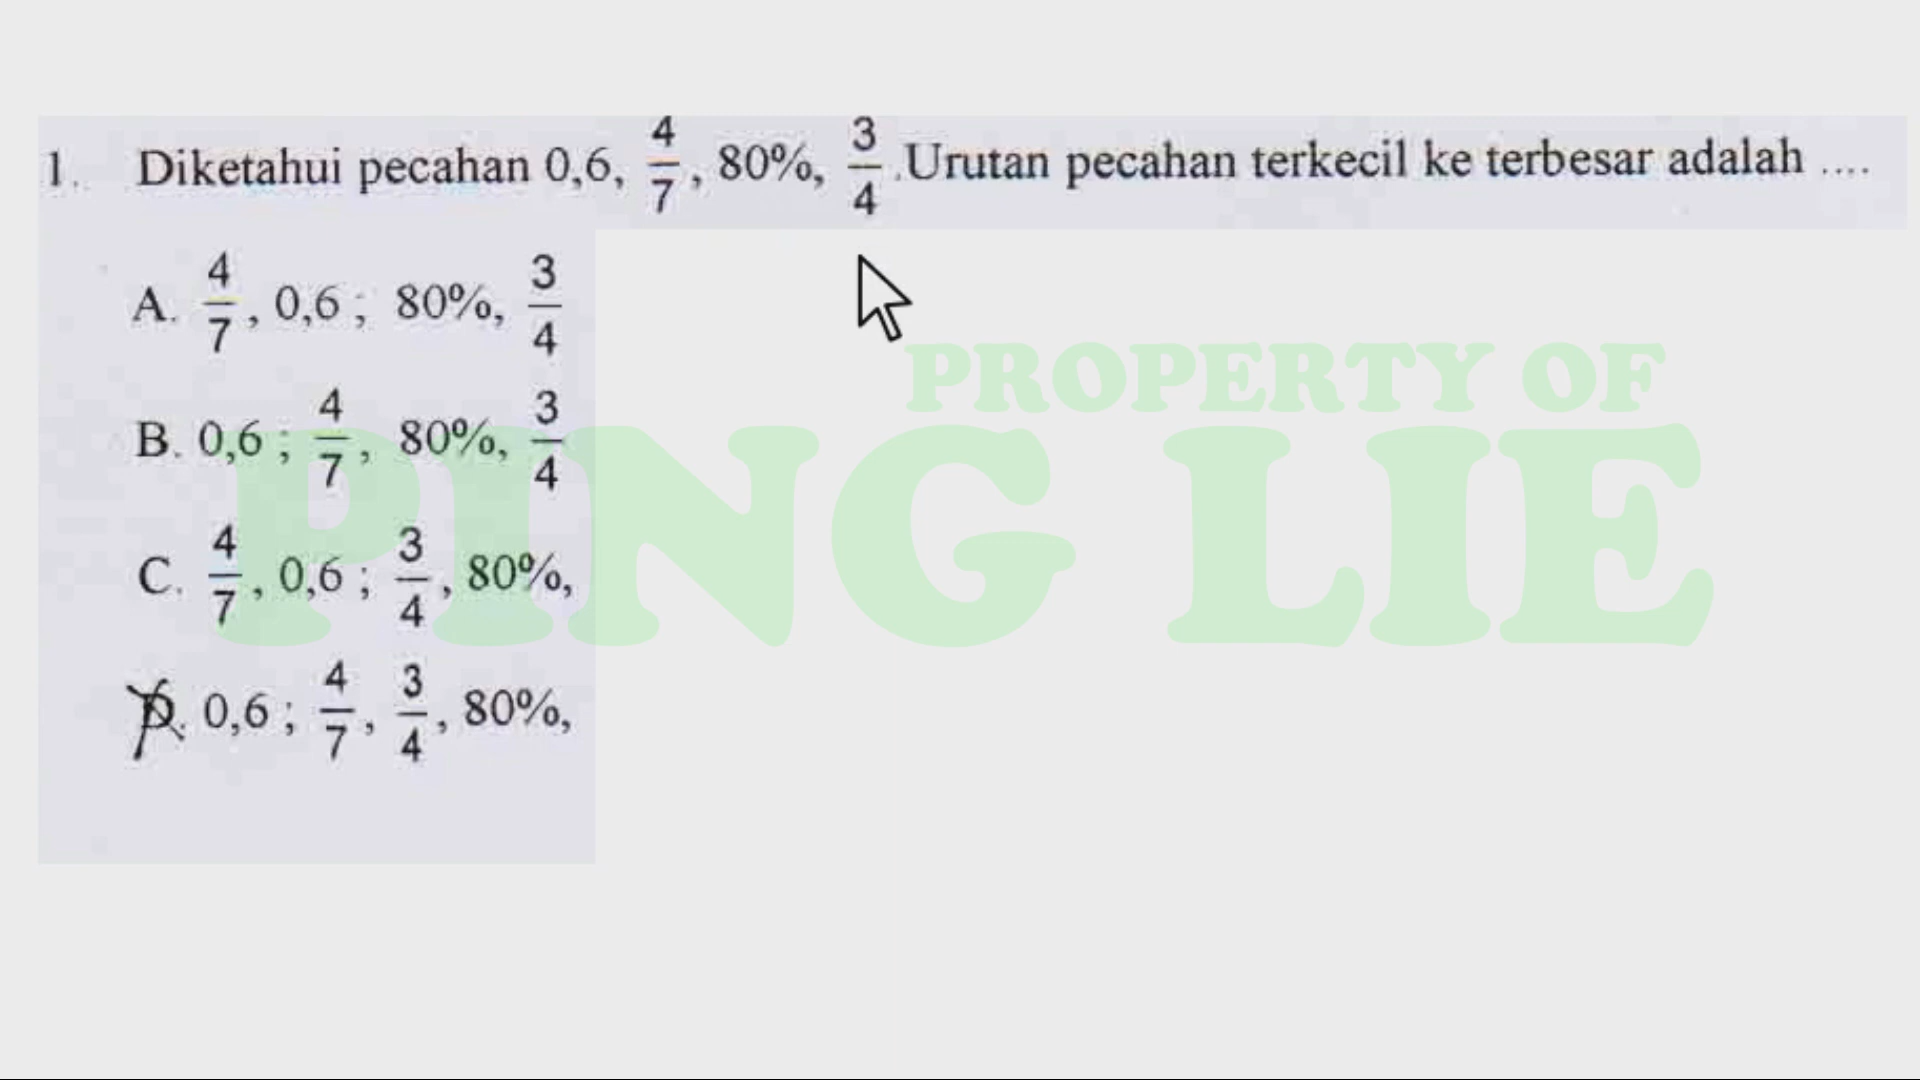 1. Diketahui pecahan 0,6, 4/7, 80%, 3/4 .Urutan pecahan terkecil ke terbesar adalah ....
A. 4/7, 0,6 ; 80%, 3/4
PROPERTY OF
B. 0,6 ; 4/7, 80%, 3/4
PING LIE
C. 4/7, 0,6 ; 3/4, 80%,
D. 0,6 ; 4/7, 3/4, 80%,